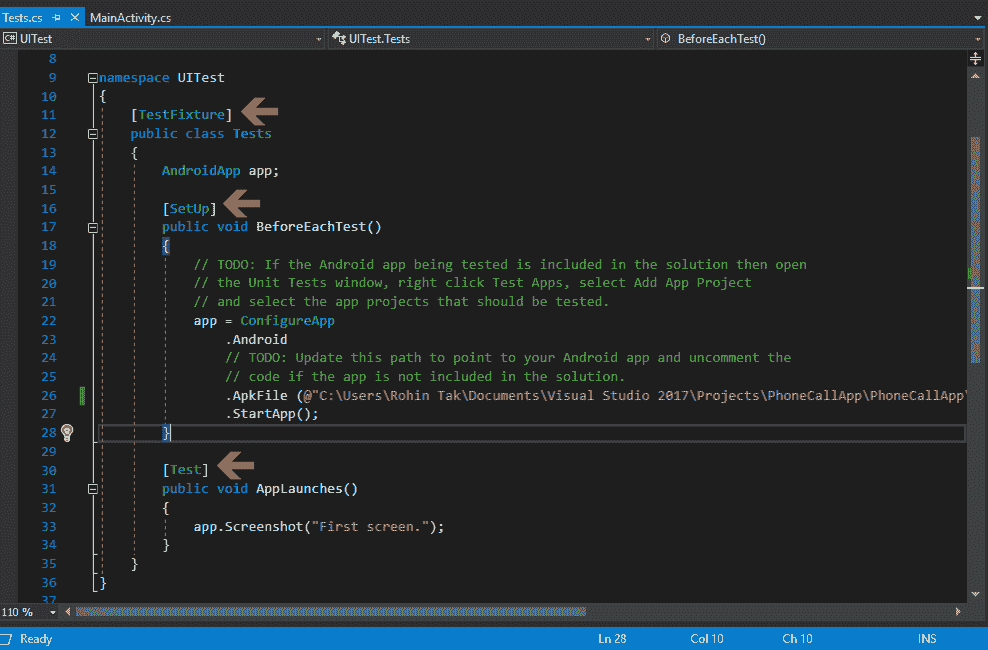 Tests.cs MainActivity.cs
C# UITest UITest.Tests BeforeEachTest()
8
9 namespace UITest
10 {
11 [TestFixture]
12 public class Tests
13 {
14 AndroidApp app;
15
16 [SetUp]
17 public void BeforeEachTest()
18 {
19 // TODO: If the Android app being tested is included in the solution then open
20 // the Unit Tests window, right click Test Apps, select Add App Project
21 // and select the app projects that should be tested.
22 app = ConfigureApp
23 .Android
24 // TODO: Update this path to point to your Android app and uncomment the
25 // code if the app is not included in the solution.
26 .ApkFile (@"C:\Users\Rohin Tak\Documents\Visual Studio 2017\Projects\PhoneCallApp\PhoneCallApp\
27 .StartApp();
28 }
29
30 [Test]
31 public void AppLaunches()
32 {
33 app.Screenshot("First screen.");
34 }
35 }
36 }
37
110 %
Ready Ln 28 Col 10 Ch 10 INS